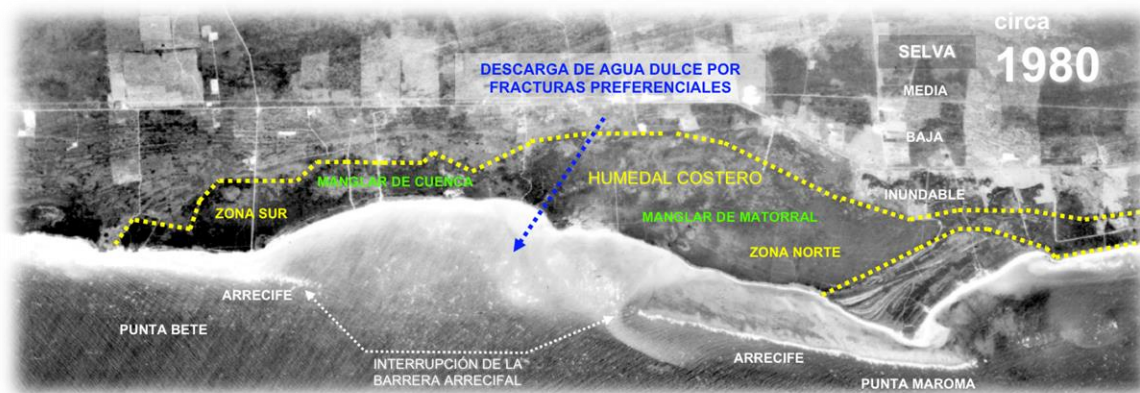 circa
1980
SELVA
MEDIA
BAJA
INUNDABLE
DESCARGA DE AGUA DULCE POR
FRACTURAS PREFERENCIALES
MANGLAR DE CUENCA
HUMEDAL COSTERO
ZONA SUR
MANGLAR DE MATORRAL
ZONA NORTE
ARRECIFE
PUNTA BETE
INTERRUPCIÓN DE LA
BARRERA ARRECIFAL
ARRECIFE
PUNTA MAROMA